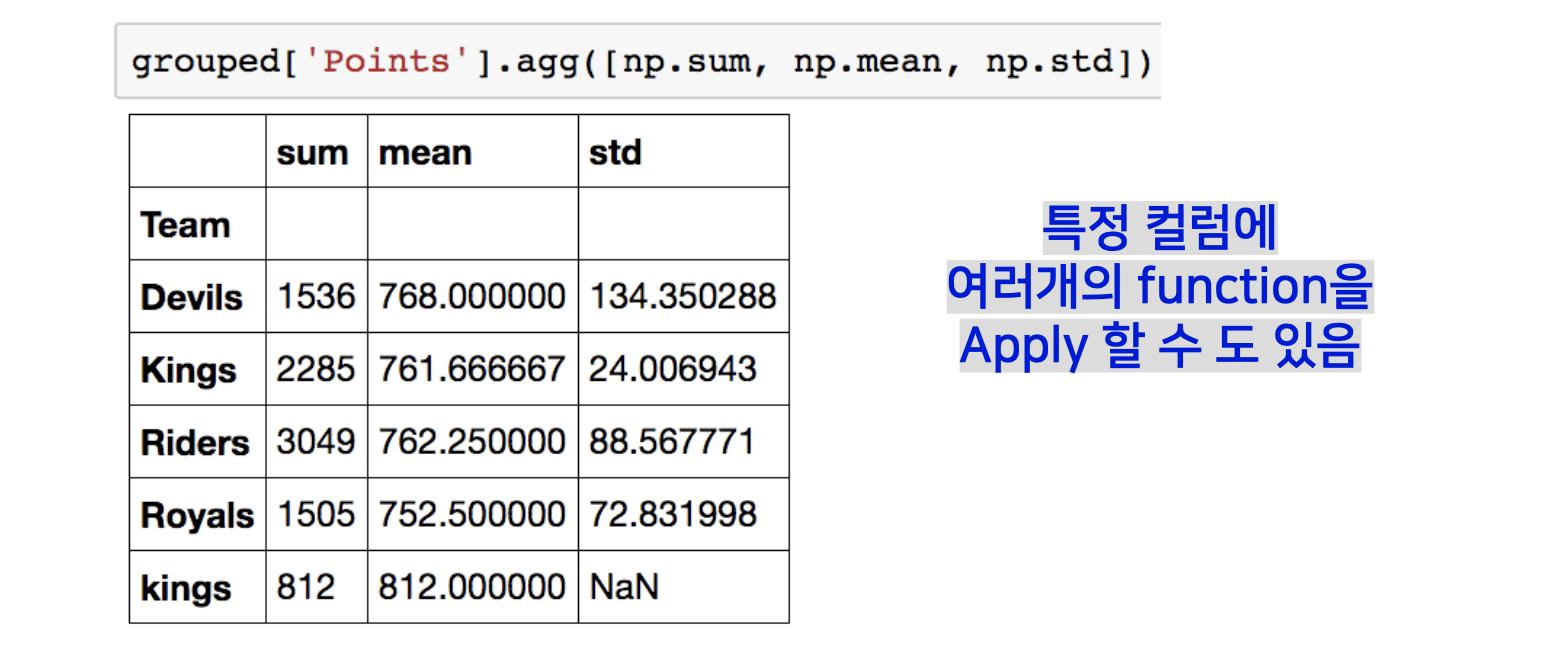 grouped['Points'].agg([np.sum, np.mean, np.std])
sum mean std
Team
Devils 1536 768.000000 134.350288
Kings 2285 761.666667 24.006943
Riders 3049 762.250000 88.567771
Royals 1505 752.500000 72.831998
kings 812 812.000000 NaN
특정 컬럼에
여러개의 function을
Apply 할 수 도 있음